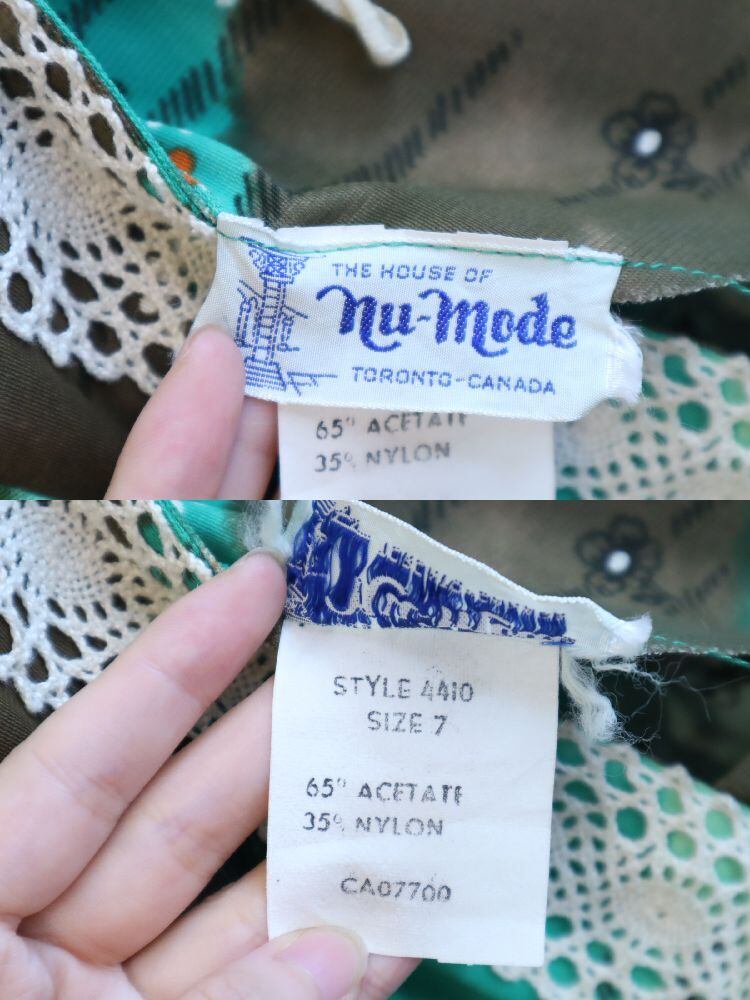 THE HOUSE OF
nu-mode
TORONTO-CANADA
65% ACETATE
35% NYLON
STYLE 4410
SIZE 7
65% ACETATE
35% NYLON
CA07700